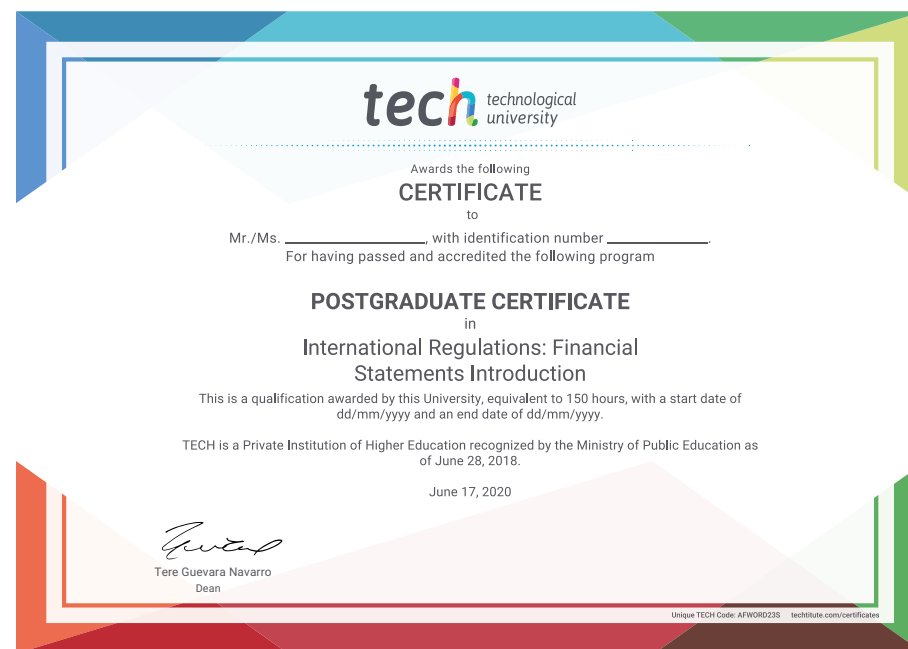 tech technological
university
Awards the following
CERTIFICATE
to
Mr./Ms. ____________________, with identification number ______________.
For having passed and accredited the following program
POSTGRADUATE CERTIFICATE
in
International Regulations: Financial
Statements Introduction
This is a qualification awarded by this University, equivalent to 150 hours, with a start date of
dd/mm/yyyy and an end date of dd/mm/yyyy.
TECH is a Private Institution of Higher Education recognized by the Ministry of Public Education as
of June 28, 2018.
June 17, 2020
Tere Guevara Navarro
Dean
Unique TECH Code: AFWORD23S techtitute.com/certificates